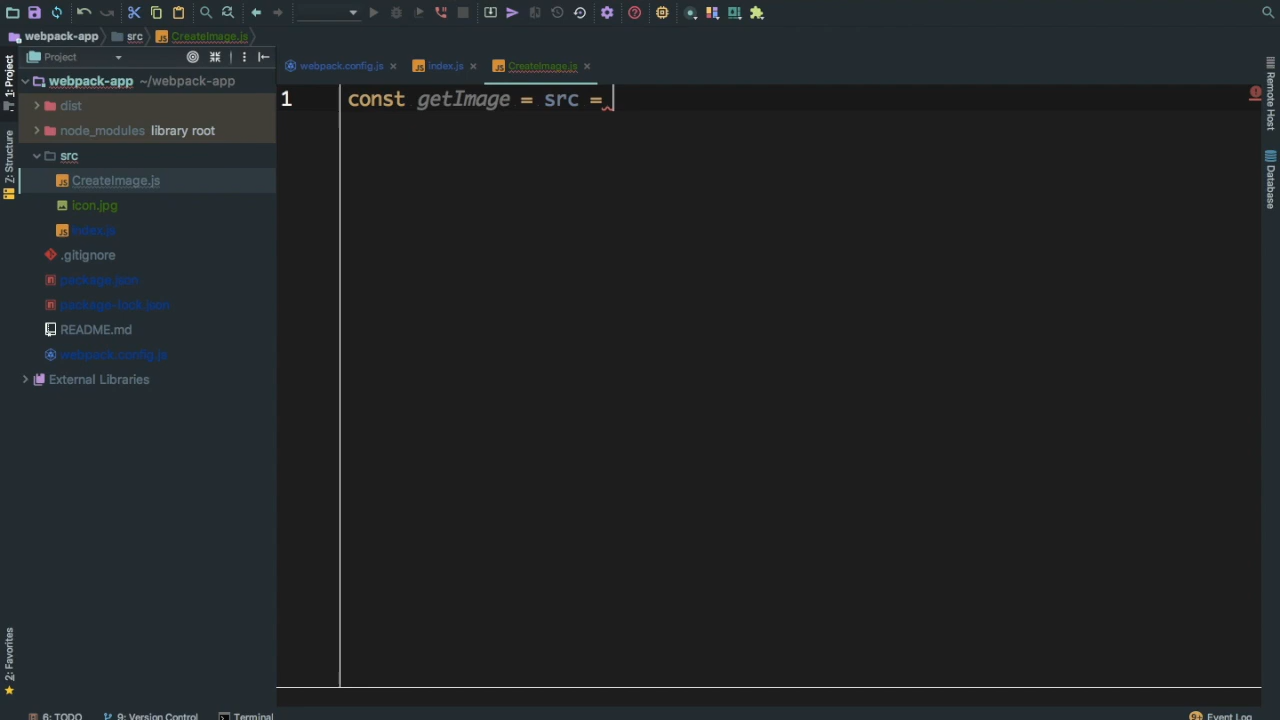 webpack-app
src
CreateImage.js
Project
webpack.config.js
index.js
CreateImage.js
1: Project
Z: Structure
2: Favorites
webpack-app ~/webpack-app
dist
node_modules library root
src
CreateImage.js
icon.jpg
index.js
.gitignore
package.json
package-lock.json
README.md
webpack.config.js
External Libraries
1 const getImage = src =
Remote Host
Database
6: TODO
9: Version Control
Terminal
9+ Event Log